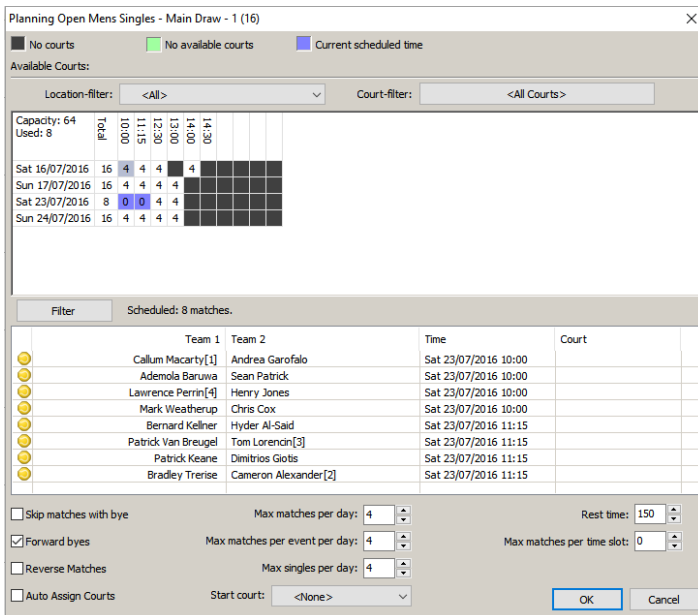 Planning Open Mens Singles - Main Draw - 1 (16)
No courts No available courts Current scheduled time
Available Courts:
Location-filter: <All> Court-filter: <All Courts>
Capacity: 64
Used: 8
Total 10:00 11:15 12:30 13:00 14:00 14:30
Sat 16/07/2016 16 4 4 4 4
Sun 17/07/2016 16 4 4 4 4
Sat 23/07/2016 8 0 0 4 4
Sun 24/07/2016 16 4 4 4 4
Filter Scheduled: 8 matches.
Team 1 Team 2 Time Court
Callum Macarty[1] Andrea Garofalo Sat 23/07/2016 10:00
Ademola Baruwa Sean Patrick Sat 23/07/2016 10:00
Lawrence Perrin[4] Henry Jones Sat 23/07/2016 10:00
Mark Weatherup Chris Cox Sat 23/07/2016 10:00
Bernard Kellner Hyder Al-Said Sat 23/07/2016 11:15
Patrick Van Breugel Tom Lorencin[3] Sat 23/07/2016 11:15
Patrick Keane Dimitrios Giotis Sat 23/07/2016 11:15
Bradley Trerise Cameron Alexander[2] Sat 23/07/2016 11:15
Skip matches with bye Max matches per day: 4 Rest time: 150
Forward byes Max matches per event per day: 4 Max matches per time slot: 0
Reverse Matches Max singles per day: 4
Auto Assign Courts Start court: <None> OK Cancel